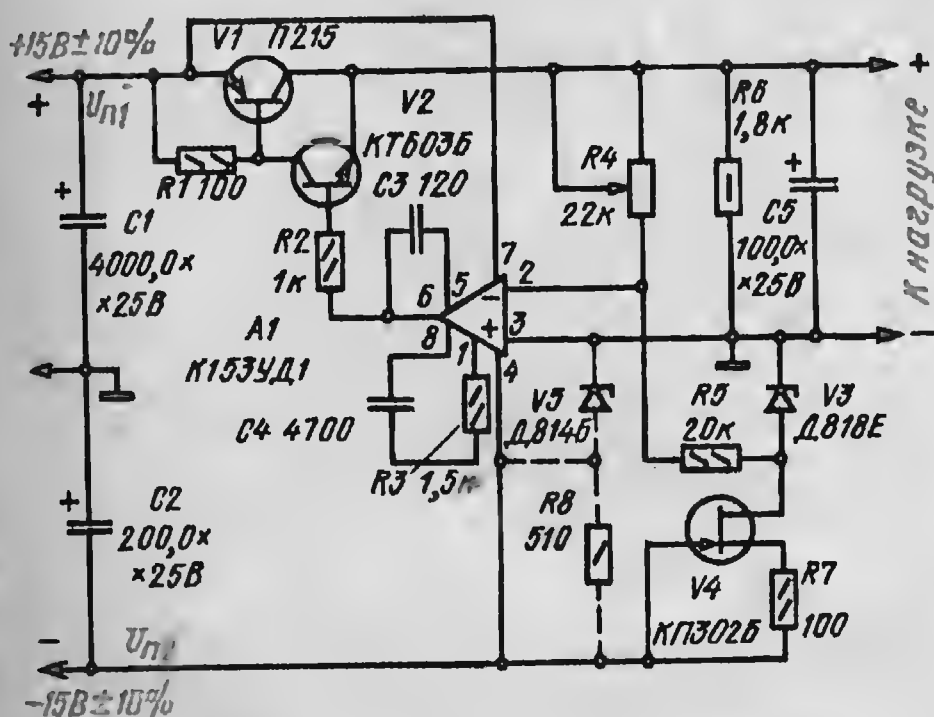 +15В±10%
+
Uп1
V1 П215
R1 100
V2
КТ603Б
C3 120
R2
1к
+
C1
4000,0×
×25В
A1
К153УД1
6
5
7
2
−
+
3
8
1
4
C4 4700
R3 1,5к
R4
22к
R6
1,8к
+
C5
100,0×
×25В
+
К нагрузке
−
V5
Д814Б
R5
20к
V3
Д818Е
R8
510
V4
КП302Б
R7
100
+
C2
200,0×
×25В
−
Uп2
−15В±10%